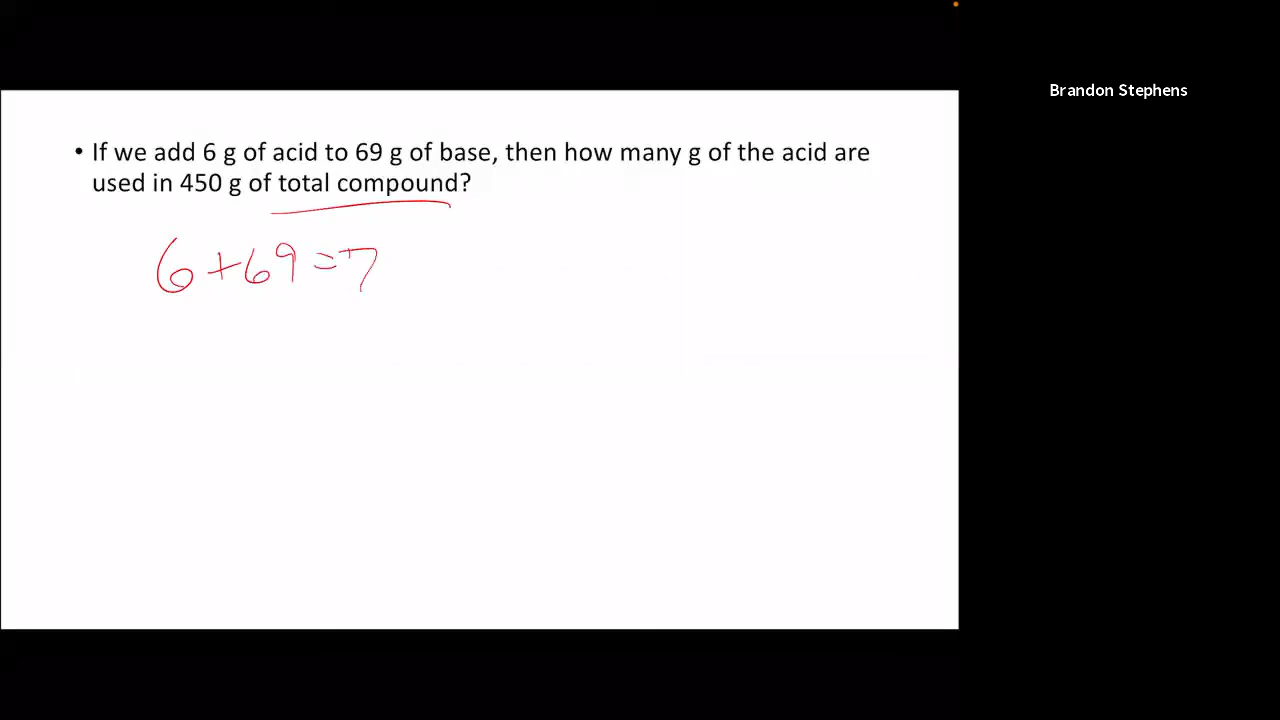 Brandon Stephens
• If we add 6 g of acid to 69 g of base, then how many g of the acid are
used in 450 g of total compound?
6+69=7